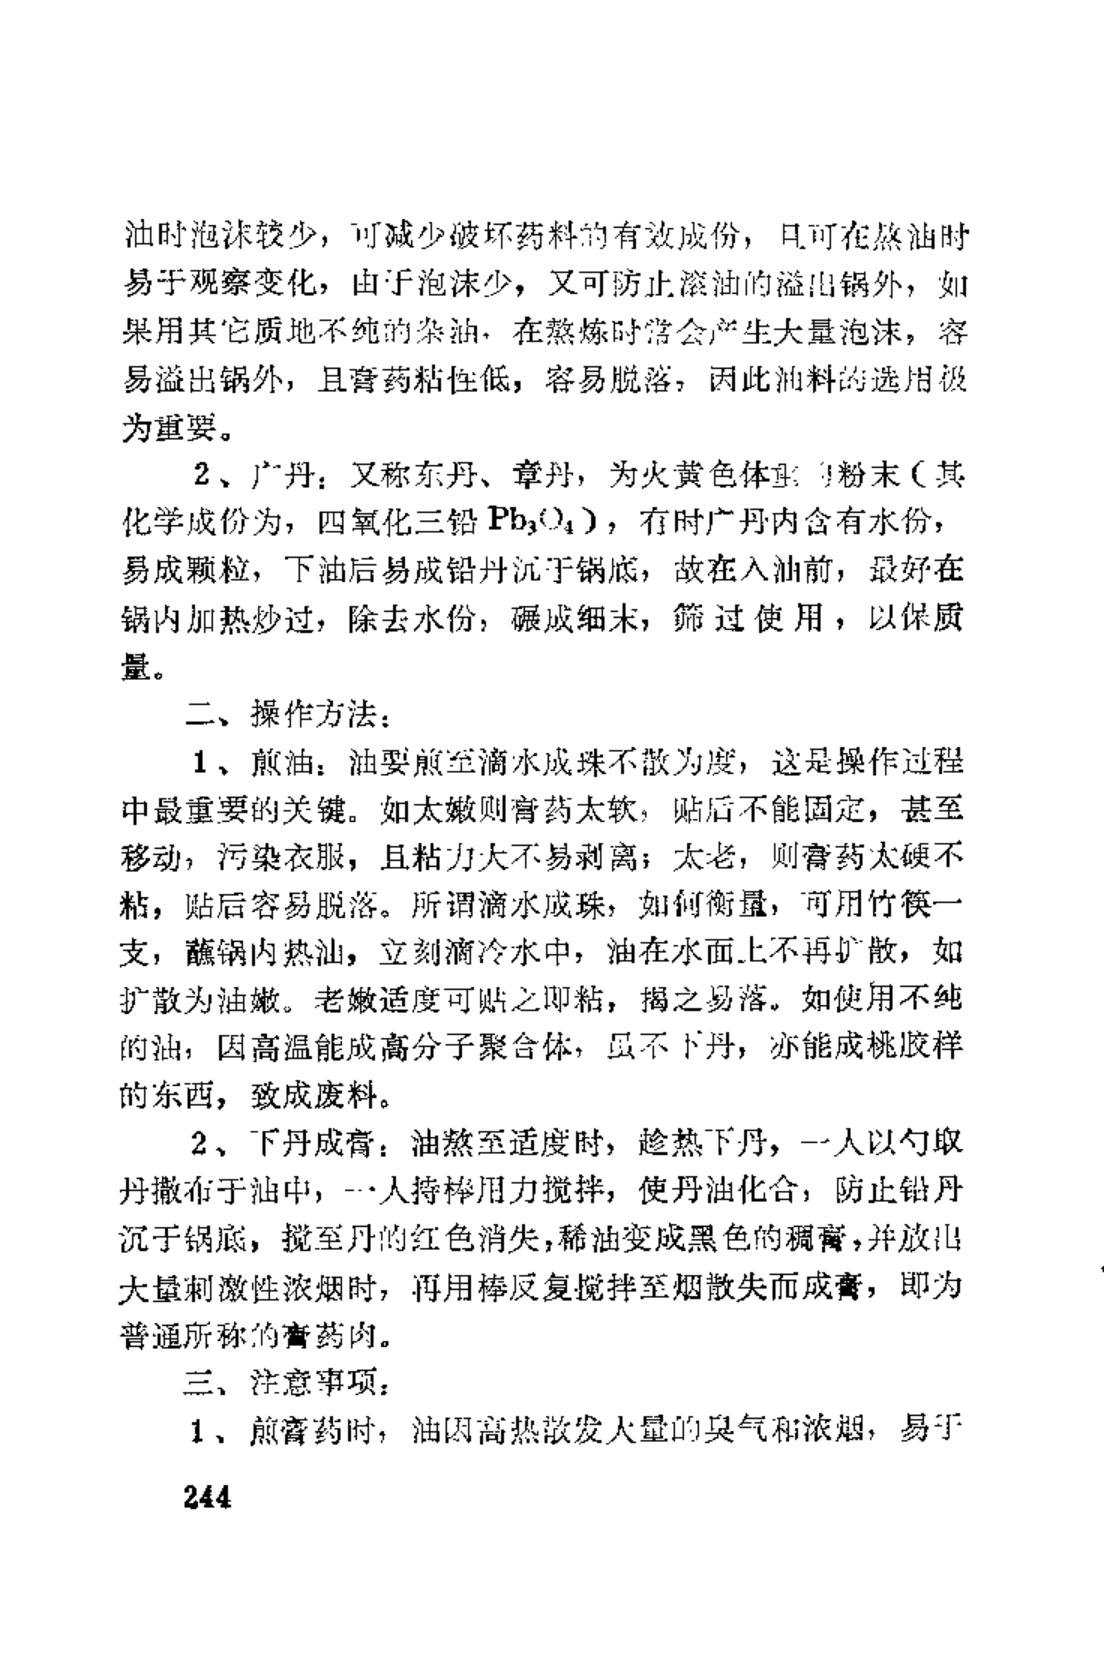 油时泡沫较少，可减少破坏药料的有效成份，且可在熬油时
易于观察变化，由于泡沫少，又可防止滚油的溢出锅外，如
果用其它质地不纯的杂油，在熬炼时常会产生大量泡沫，容
易溢出锅外，且膏药粘性低，容易脱落，因此油料的选用极
为重要。
2、广丹：又称东丹、章丹，为火黄色体重的粉末（其
化学成份为，四氧化三铅Pb₃O₄），有时广丹内含有水份，
易成颗粒，下油后易成铅丹沉于锅底，故在入油前，最好在
锅内加热炒过，除去水份，碾成细末，筛过使用，以保质
量。
二、操作方法：
1、煎油：油要煎至滴水成珠不散为度，这是操作过程
中最重要的关键。如太嫩则膏药太软，贴后不能固定，甚至
移动，污染衣服，且粘力大不易剥离；太老，则膏药太硬不
粘，贴后容易脱落。所谓滴水成珠，如何衡量，可用竹筷一
支，蘸锅内热油，立刻滴冷水中，油在水面上不再扩散，如
扩散为油嫩。老嫩适度可贴之即粘，揭之易落。如使用不纯
的油，因高温能成高分子聚合体，虽不下丹，亦能成桃胶样
的东西，致成废料。
2、下丹成膏：油熬至适度时，趁热下丹，一人以勺取
丹撒布于油中，一人持棒用力搅拌，使丹油化合，防止铅丹
沉于锅底，搅至丹的红色消失，稀油变成黑色的稠膏，并放出
大量刺激性浓烟时，再用棒反复搅拌至烟散失而成膏，即为
普通所称的膏药肉。
三、注意事项：
1、煎膏药时，油因高热散发大量的臭气和浓烟，易于
244